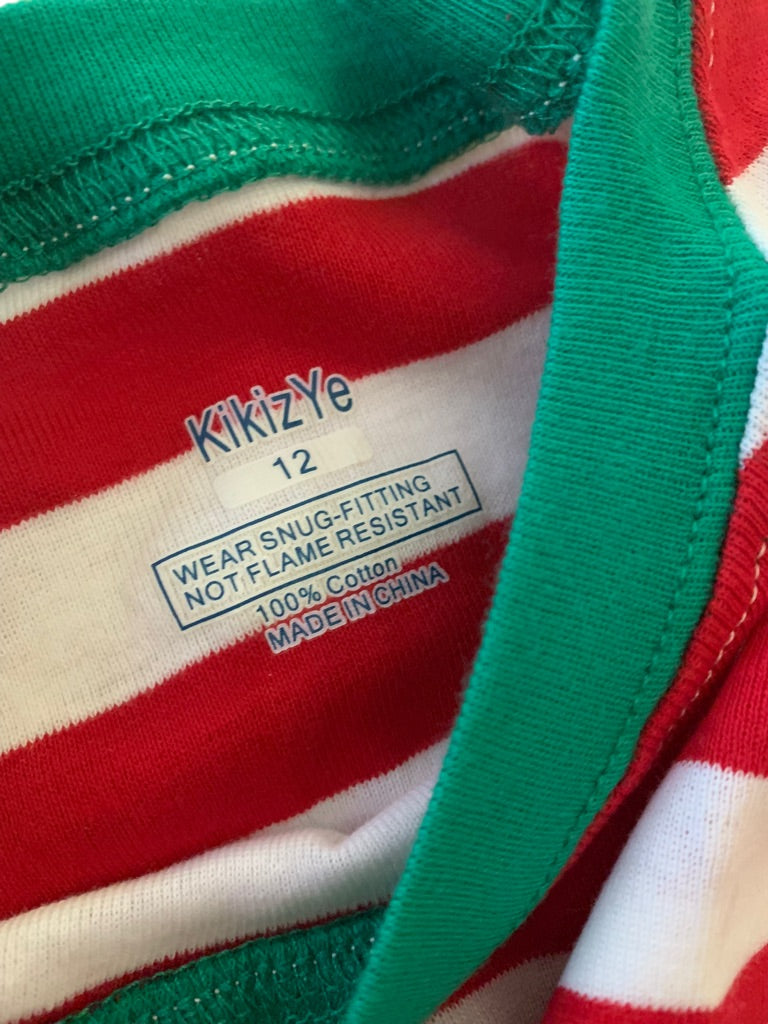 KikizYe
12
WEAR SNUG-FITTING
NOT FLAME RESISTANT
100% Cotton
MADE IN CHINA